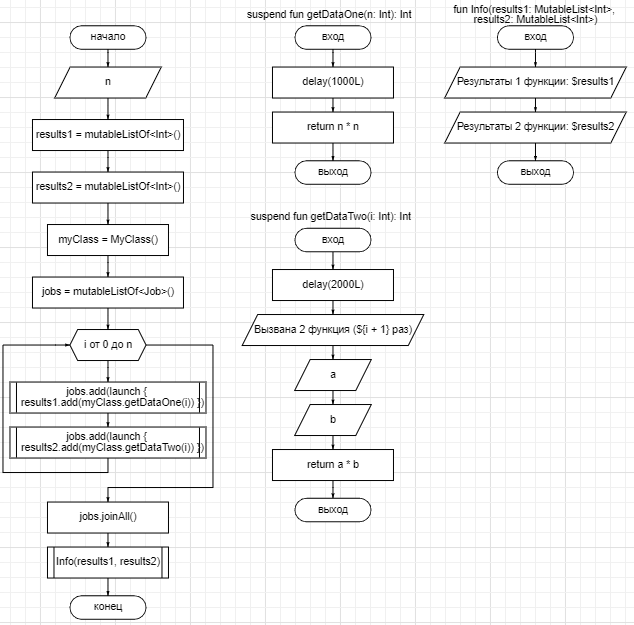 начало
n
results1 = mutableListOf<Int>()
results2 = mutableListOf<Int>()
myClass = MyClass()
jobs = mutableListOf<Job>()
i от 0 до n
jobs.add(launch {
results1.add(myClass.getDataOne(i)) })
jobs.add(launch {
results2.add(myClass.getDataTwo(i)) })
jobs.joinAll()
Info(results1, results2)
конец
suspend fun getDataOne(n: Int): Int
вход
delay(1000L)
return n * n
выход
suspend fun getDataTwo(i: Int): Int
вход
delay(2000L)
Вызвана 2 функция (${i + 1} раз)
a
b
return a * b
выход
fun Info(results1: MutableList<Int>,
results2: MutableList<Int>)
вход
Результаты 1 функции: $results1
Результаты 2 функции: $results2
выход